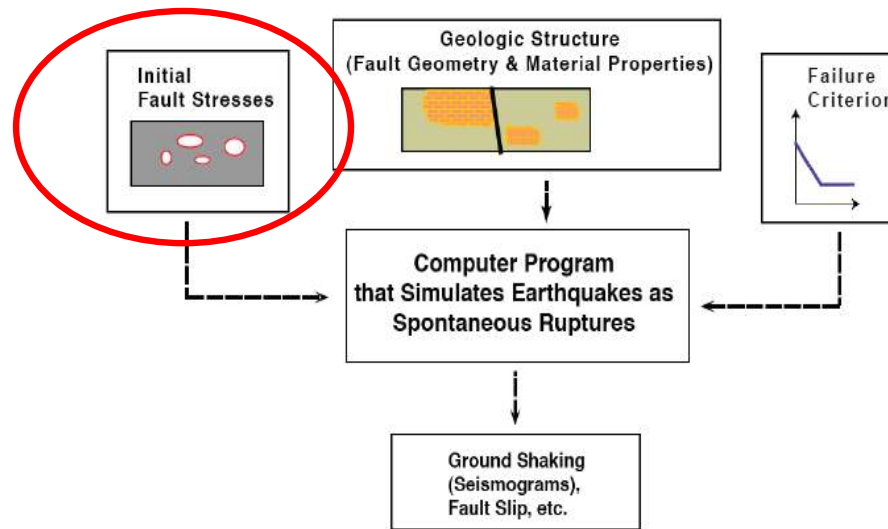 Initial
Fault Stresses
Geologic Structure
(Fault Geometry & Material Properties)
Failure
Criterion
Computer Program
that Simulates Earthquakes as
Spontaneous Ruptures
Ground Shaking
(Seismograms),
Fault Slip, etc.